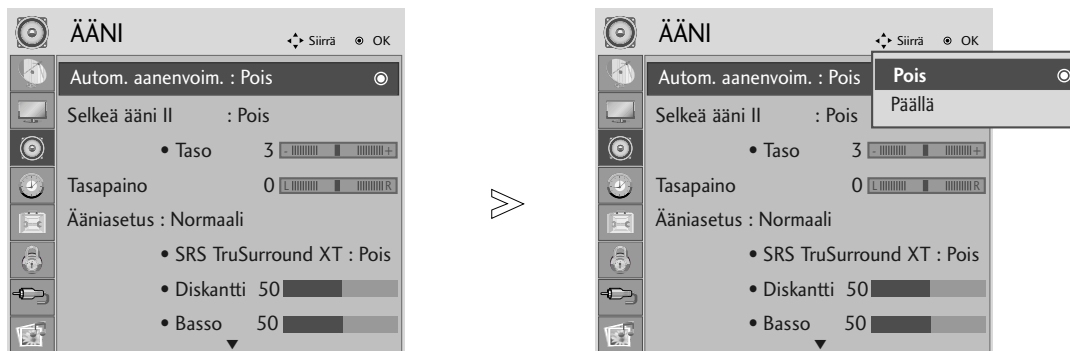 ÄÄNI
Siirrä OK
Autom. aanenvoim. : Pois
Selkeä ääni II : Pois
• Taso 3 - +
Tasapaino 0 L R
Ääniasetus : Normaali
• SRS TruSurround XT : Pois
• Diskantti 50
• Basso 50
ÄÄNI
Siirrä OK
Autom. aanenvoim. : Pois
Pois
Päällä
Selkeä ääni II : Pois
• Taso 3 - +
Tasapaino 0 L R
Ääniasetus : Normaali
• SRS TruSurround XT : Pois
• Diskantti 50
• Basso 50